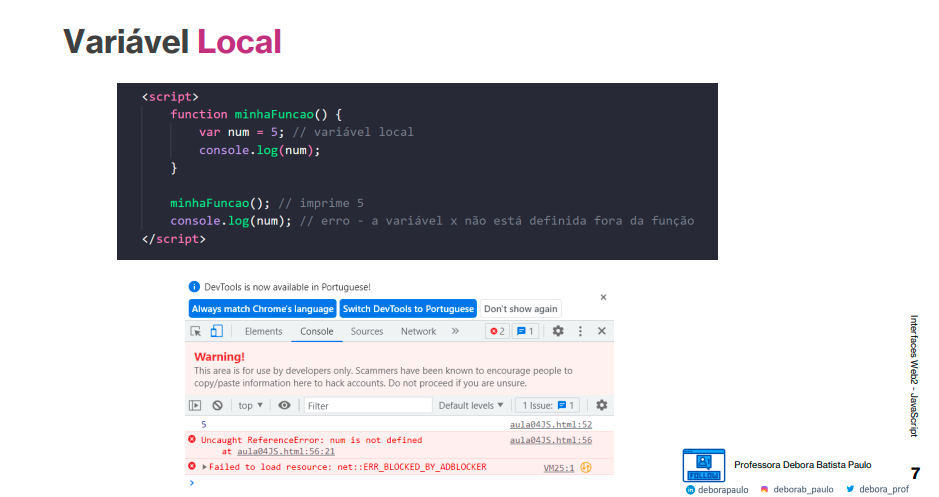 Variável Local
<script>
function minhaFuncao() {
var num = 5; // variável local
console.log(num);
}
minhaFuncao(); // imprime 5
console.log(num); // erro - a variável x não está definida fora da função
</script>
DevTools is now available in Portuguese!
Always match Chrome's language Switch DevTools to Portuguese Don't show again
Elements Console Sources Network 2 1
Warning!
This area is for use by developers only. Scammers have been known to encourage people to
copy/paste information here to hack accounts. Do not proceed if you are unsure.
top Filter Default levels 1 Issue: 1
5 aula04JS.html:52
Uncaught ReferenceError: num is not defined aula04JS.html:56
at aula04JS.html:56:21
Failed to load resource: net::ERR_BLOCKED_BY_ADBLOCKER VM25:1
Interfaces Web2 - JavaScript
FOLLOW
Professora Debora Batista Paulo
7
deborapaulo deborab_paulo debora_prof